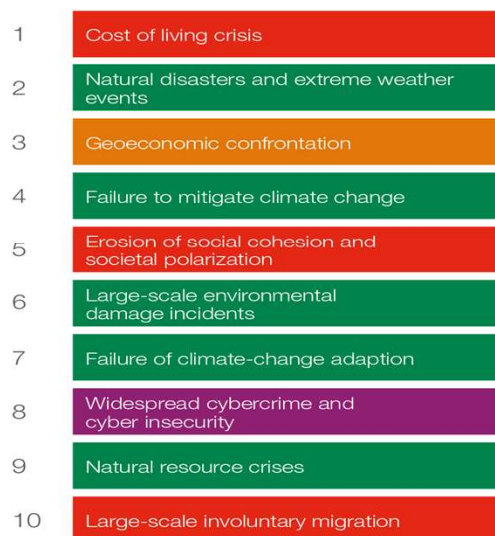 1 Cost of living crisis
2 Natural disasters and extreme weather
events
3 Geoeconomic confrontation
4 Failure to mitigate climate change
5 Erosion of social cohesion and
societal polarization
6 Large-scale environmental
damage incidents
7 Failure of climate-change adaption
8 Widespread cybercrime and
cyber insecurity
9 Natural resource crises
10 Large-scale involuntary migration